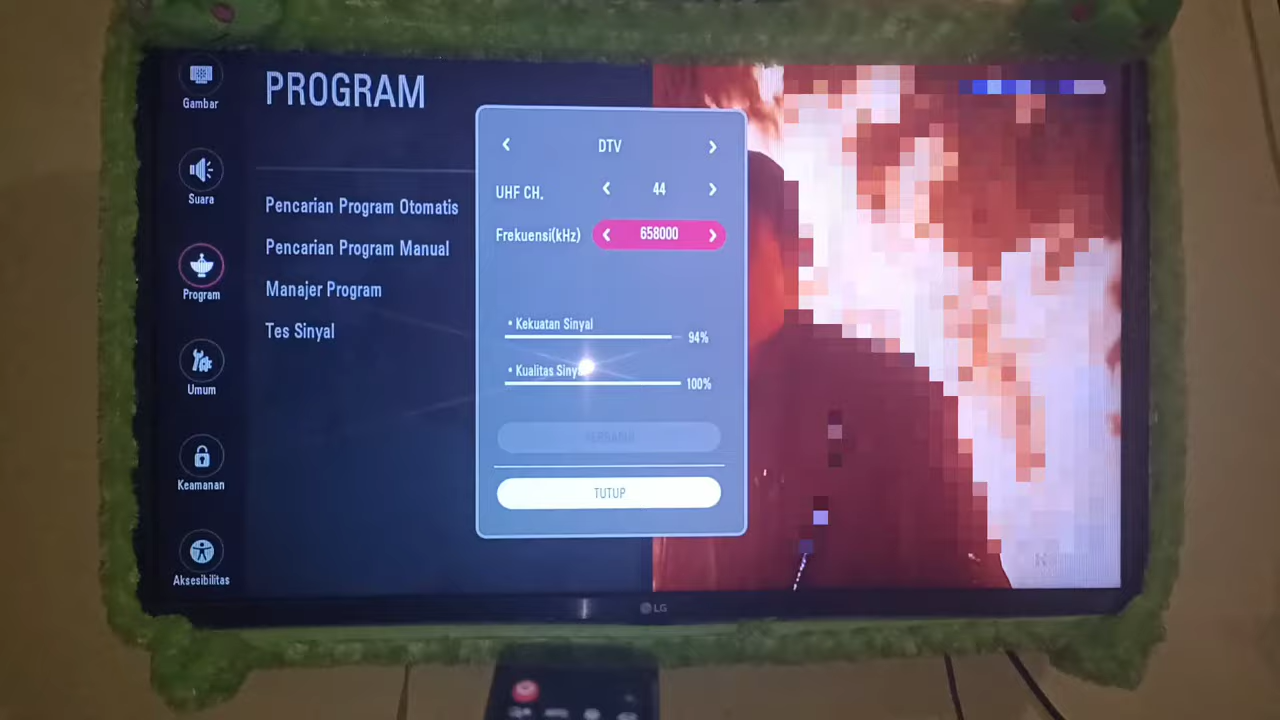 PROGRAM
Gambar
Suara
Program
Umum
Keamanan
Aksesibilitas
Pencarian Program Otomatis
Pencarian Program Manual
Manajer Program
Tes Sinyal
DTV
UHF CH. 44
Frekuensi(kHz) 658000
• Kekuatan Sinyal
94%
• Kualitas
100%
TUTUP
LG